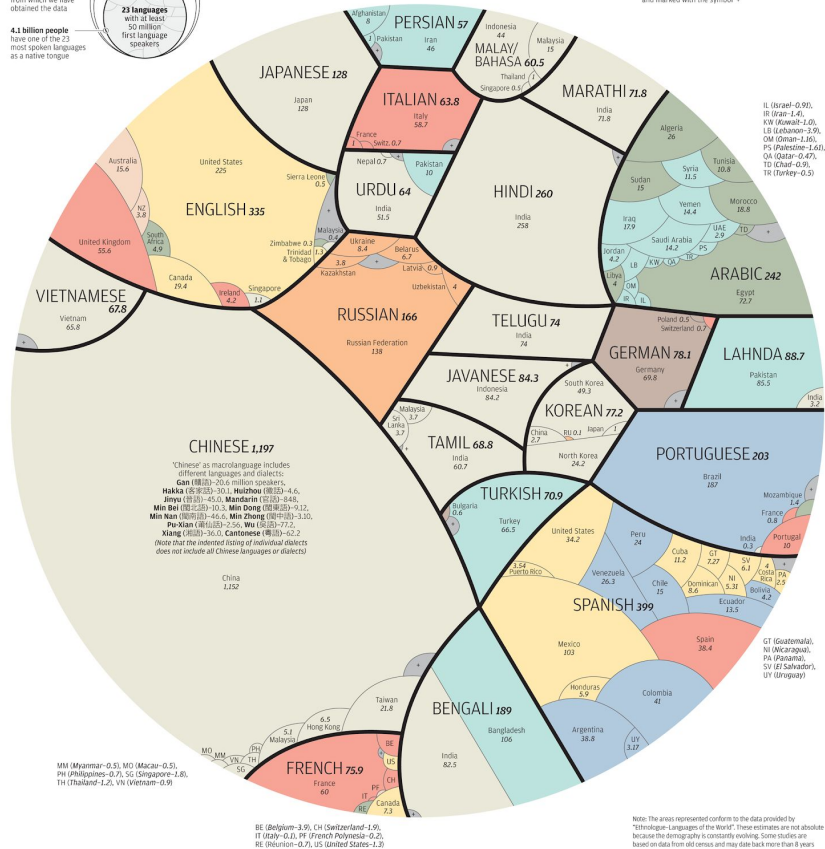 from which we have
obtained the data
23 languages
with at least
50 million
first language
speakers
4.1 billion people
have one of the 23
most spoken languages
as a native tongue
and marked with the symbol +
PERSIAN 57
Afghanistan
8
1 Pakistan
Iran
46
+
MALAY/
BAHASA 60.5
Indonesia
44
Malaysia
15
Thailand
1
Singapore 0.5
JAPANESE 128
Japan
128
ITALIAN 63.8
Italy
58.7
France
1
Switz. 0.7
+
MARATHI 71.8
India
71.8
URDU 64
Nepal 0.7
+
Pakistan
10
India
51.5
HINDI 260
India
258
+
ENGLISH 335
United States
225
Australia
15.6
NZ
3.8
United Kingdom
55.6
South
Africa
4.9
Canada
19.4
Ireland
4.2
Singapore
1.1
Sierra Leone
0.5
+
Malaysia
0.4
Zimbabwe 0.3
Trinidad
& Tobago
1.3
ARABIC 242
Algeria
26
Sudan
15
Syria
11.5
Tunisia
10.8
Morocco
18.8
Yemen
14.4
Iraq
17.9
Saudi Arabia
14.2
UAE
2.9
TD
+
Jordan
4.2
LB
KW
QA
TR
PS
Libya
4
OM
IR
IL
Egypt
72.7
IL (Israel–0.91),
IR (Iran–1.4),
KW (Kuwait–1.0),
LB (Lebanon–3.9),
OM (Oman–1.16),
PS (Palestine–1.61),
QA (Qatar–0.47),
TD (Chad–0.9),
TR (Turkey–0.5)
VIETNAMESE
67.8
Vietnam
65.8
+
RUSSIAN 166
Ukraine
8.4
Belarus
6.7
+
3.8
Kazakhstan
Latvia 0.9
Uzbekistan 4
Russian Federation
138
TELUGU 74
India
74
GERMAN 78.1
Poland 0.5
Switzerland 0.7
Germany
69.8
+
LAHNDA 88.7
Pakistan
85.5
India
3.2
JAVANESE 84.3
Indonesia
84.2
+
KOREAN 77.2
South Korea
49.3
China
2.7
RU 0.1
Japan 1
North Korea
24.2
TAMIL 68.8
Malaysia
3.7
Sri
Lanka
3.7
India
60.7
PORTUGUESE 203
Brazil
187
Mozambique
1.4
France
0.8
India
0.3
Portugal
10
CHINESE 1,197
'Chinese' as macrolanguage includes
different languages and dialects:
Gan (贛語)–20.6 million speakers,
Hakka (客家話)–30.1, Huizhou (徽話)–4.6,
Jinyu (晉語)–45.0, Mandarin (官話)–848,
Min Bei (閩北語)–10.3, Min Dong (閩東語)–9.12,
Min Nan (閩南語)–46.6, Min Zhong (閩中語)–3.10,
Pu-Xian (莆仙話)–2.56, Wu (吳語)–77.2,
Xiang (湘語)–36.0, Cantonese (粵語)–62.2
(Note that the indented listing of individual dialects
does not include all Chinese languages or dialects)
China
1,152
Taiwan
21.8
6.5
Hong Kong
5.1
Malaysia
PH
TH
SG
VN
MM
MO
+
TURKISH 70.9
Bulgaria
0.6
+
Turkey
66.5
SPANISH 399
United States
34.2
3.54
Puerto Rico
Peru
24
Venezuela
26.3
Chile
15
Cuba
11.2
GT
7.27
SV
6.1
4
Costa
Rica
+
PA
2.5
Dominican
8.6
NI
5.31
Bolivia
4.2
Ecuador
13.5
Spain
38.4
Mexico
103
Honduras
5.9
Colombia
41
Argentina
38.8
UY
3.17
GT (Guatemala),
NI (Nicaragua),
PA (Panama),
SV (El Salvador),
UY (Uruguay)
BENGALI 189
India
82.5
Bangladesh
106
FRENCH 75.9
France
60
BE
+
US
CH
PF
IT
RE
Canada
7.3
MM (Myanmar–0.5), MO (Macau–0.5),
PH (Philippines–0.7), SG (Singapore–1.8),
TH (Thailand–1.2), VN (Vietnam–0.9)
BE (Belgium–3.9), CH (Switzerland–1.9),
IT (Italy–0.1), PF (French Polynesia–0.2),
RE (Réunion–0.7), US (United States–1.3)
Note: The areas represented conform to the data provided by
"Ethnologue–Languages of the World". These estimates are not absolute
because the demography is constantly evolving. Some studies are
based on data from old census and may date back more than 8 years